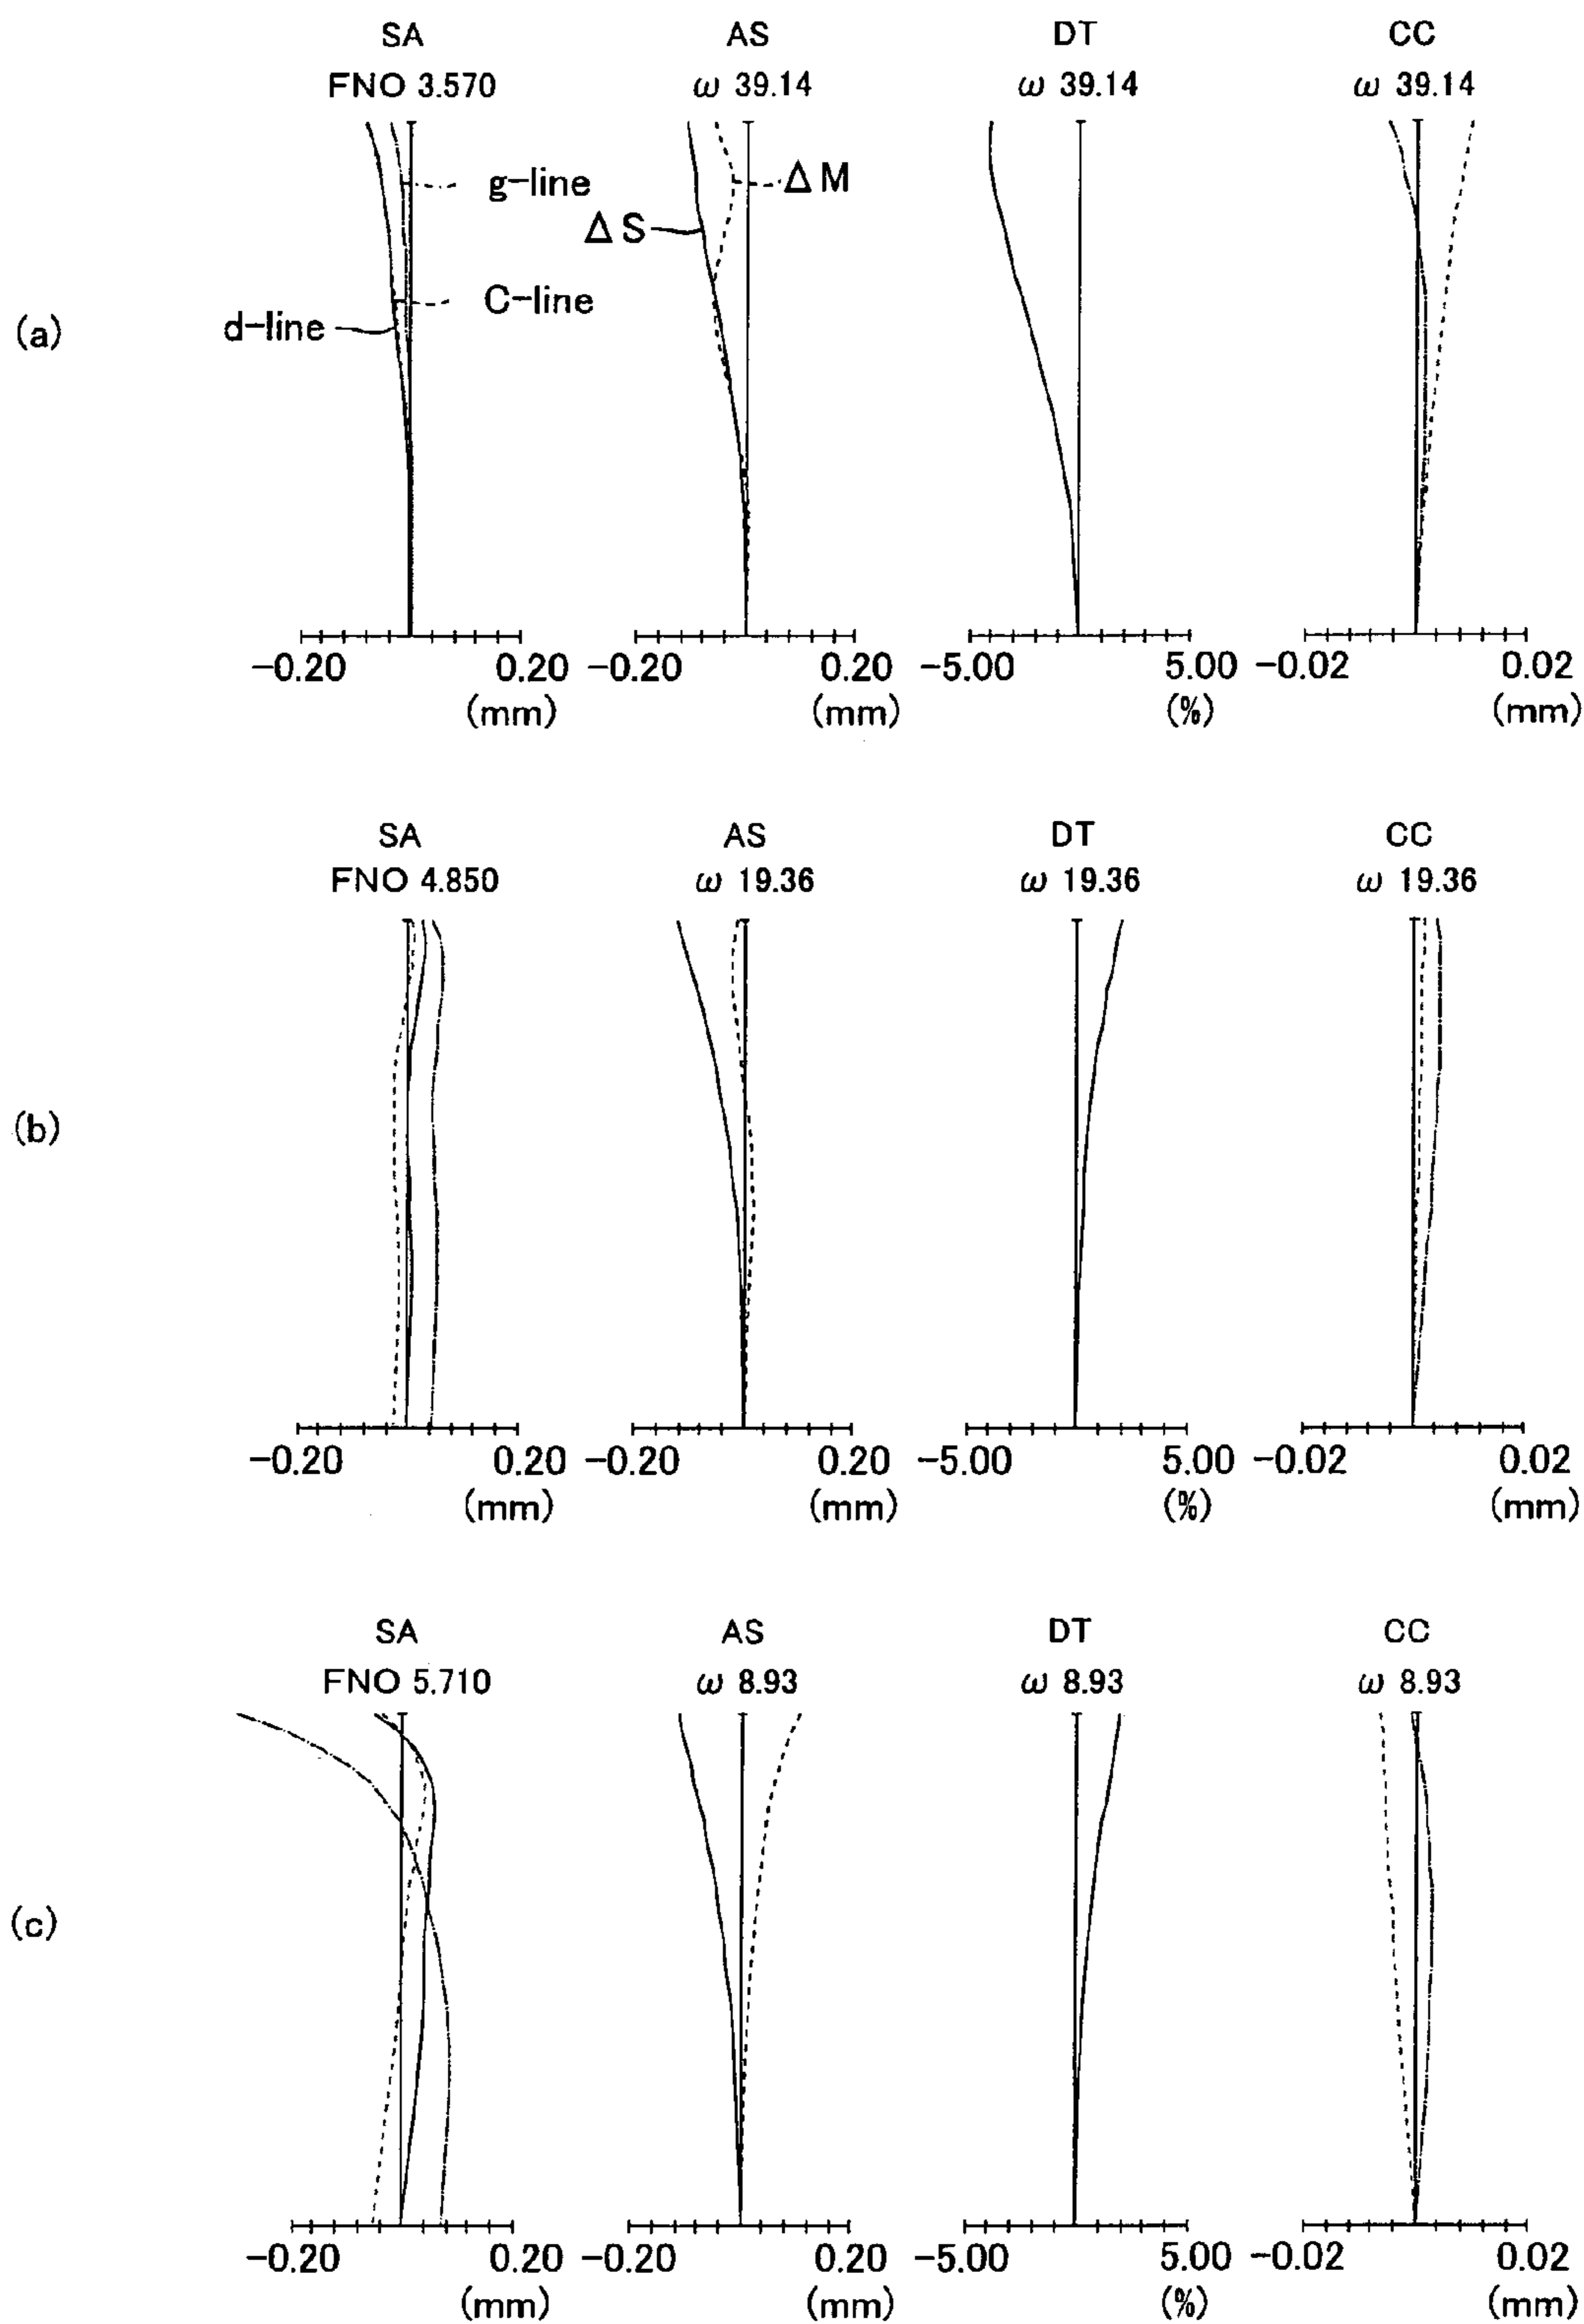 SA AS DT CC
FNO 3.570 ω 39.14 ω 39.14 ω 39.14
g-line ΔM
ΔS
C-line
d-line
(a)
−0.20 0.20 −0.20 0.20 −5.00 5.00 −0.02 0.02
(mm) (mm) (%) (mm)
SA AS DT CC
FNO 4.850 ω 19.36 ω 19.36 ω 19.36
(b)
−0.20 0.20 −0.20 0.20 −5.00 5.00 −0.02 0.02
(mm) (mm) (%) (mm)
SA AS DT CC
FNO 5.710 ω 8.93 ω 8.93 ω 8.93
(c)
−0.20 0.20 −0.20 0.20 −5.00 5.00 −0.02 0.02
(mm) (mm) (%) (mm)